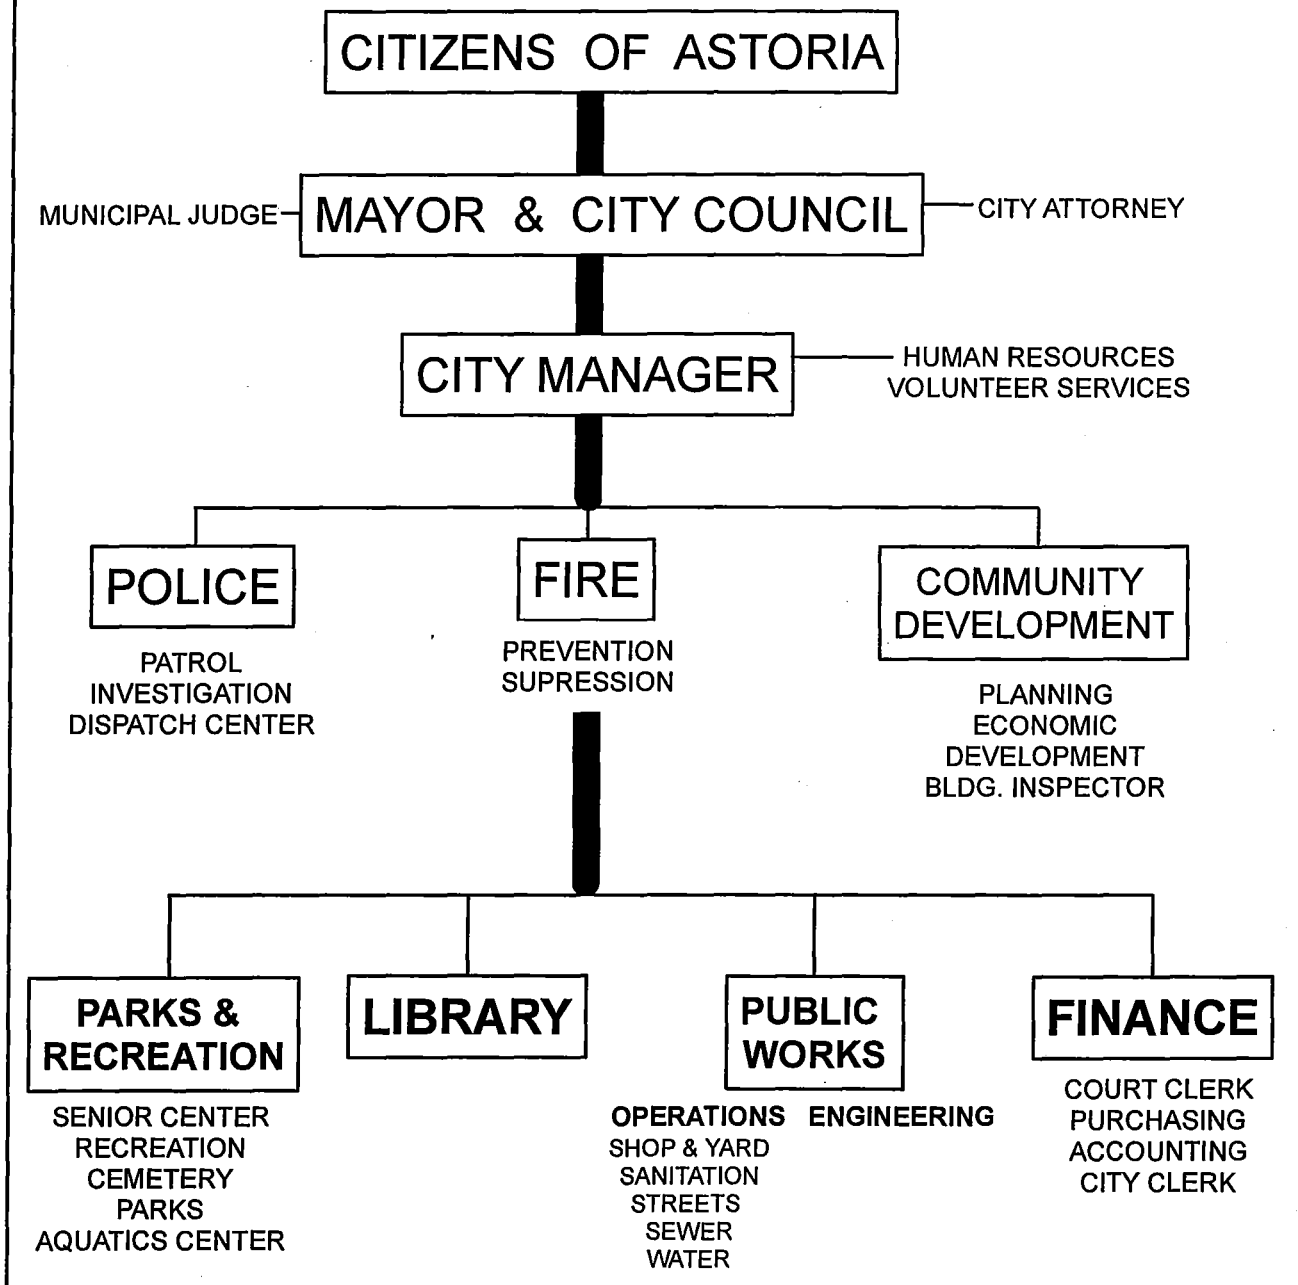 CITIZENS OF ASTORIA
MUNICIPAL JUDGE
MAYOR & CITY COUNCIL
CITY ATTORNEY
CITY MANAGER
HUMAN RESOURCES
VOLUNTEER SERVICES
POLICE
PATROL
INVESTIGATION
DISPATCH CENTER
FIRE
PREVENTION
SUPRESSION
COMMUNITY
DEVELOPMENT
PLANNING
ECONOMIC
DEVELOPMENT
BLDG. INSPECTOR
PARKS &
RECREATION
SENIOR CENTER
RECREATION
CEMETERY
PARKS
AQUATICS CENTER
LIBRARY
PUBLIC
WORKS
OPERATIONS ENGINEERING
SHOP & YARD
SANITATION
STREETS
SEWER
WATER
FINANCE
COURT CLERK
PURCHASING
ACCOUNTING
CITY CLERK